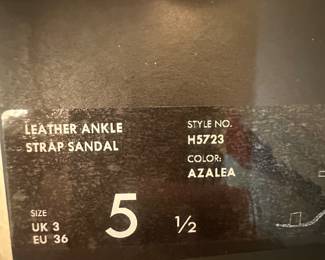 LEATHER ANKLE
STRAP SANDAL
STYLE NO.
H5723
COLOR:
AZALEA
SIZE
UK 3
EU 36
5 ½